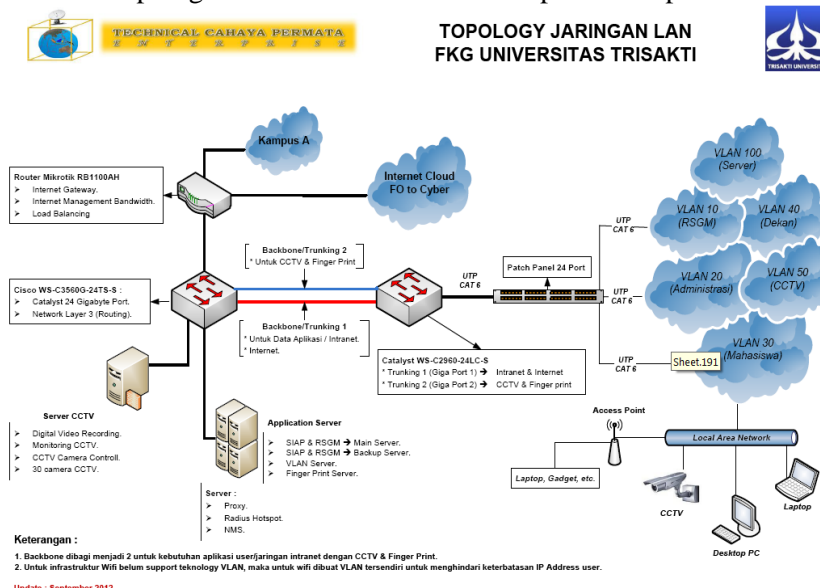 TECHNICAL CAHAYA PERMATA
E N T E R P R I S E
TOPOLOGY JARINGAN LAN
FKG UNIVERSITAS TRISAKTI
Kampus A
Internet Cloud
FO to Cyber
Router Mikrotik RB1100AH
➢ Internet Gateway.
➢ Internet Management Bandwidth.
➢ Load Balancing
Backbone/Trunking 2
* Untuk CCTV & Finger Print
Cisco WS-C3560G-24TS-S :
➢ Catalyst 24 Gigabyte Port.
➢ Network Layer 3 (Routing).
Backbone/Trunking 1
* Untuk Data Aplikasi / Intranet.
* Internet.
UTP
CAT 6
Patch Panel 24 Port
UTP
CAT 6
UTP
CAT 6
UTP
CAT 6
VLAN 100
(Server)
VLAN 10
(RSGM)
VLAN 40
(Dekan)
VLAN 20
(Administrasi)
VLAN 50
(CCTV)
VLAN 30
(Mahasiswa)
Sheet.191
Catalyst WS-C2960-24LC-S
* Trunking 1 (Giga Port 1) → Intranet & Internet
* Trunking 2 (Giga Port 2) → CCTV & Finger print
Server CCTV
➢ Digital Video Recording.
➢ Monitoring CCTV.
➢ CCTV Camera Controll.
➢ 30 camera CCTV.
Application Server
➢ SIAP & RSGM → Main Server.
➢ SIAP & RSGM → Backup Server.
➢ VLAN Server.
➢ Finger Print Server.
Server :
➢ Proxy.
➢ Radius Hotspot.
➢ NMS.
Access Point
Laptop, Gadget, etc.
Local Area Network
CCTV
Desktop PC
Laptop
Keterangan :
1. Backbone dibagi menjadi 2 untuk kebutuhan aplikasi user/jaringan intranet dengan CCTV & Finger Print.
2. Untuk infrastruktur Wifi belum support teknology VLAN, maka untuk wifi dibuat VLAN tersendiri untuk menghindari keterbatasan IP Address user.
Update : September 2012